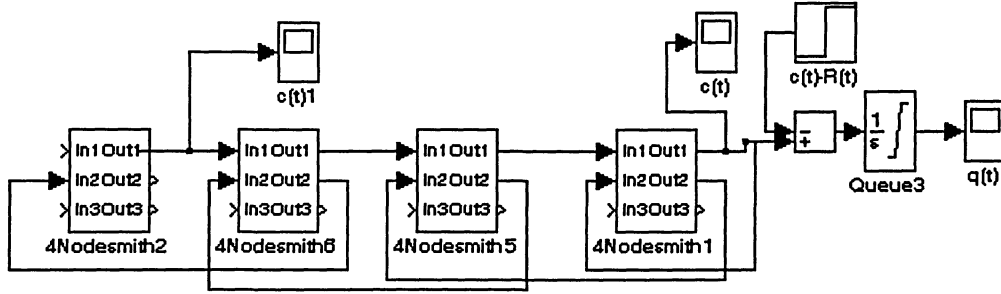 c(t)1
c(t)
c(t)-R(t)
In1Out1
In2Out2
In3Out3
4Nodesmith2
In1Out1
In2Out2
In3Out3
4Nodesmith6
In1Out1
In2Out2
In3Out3
4Nodesmith5
In1Out1
In2Out2
In3Out3
4Nodesmith1
−
+
1
s
Queue3
q(t)